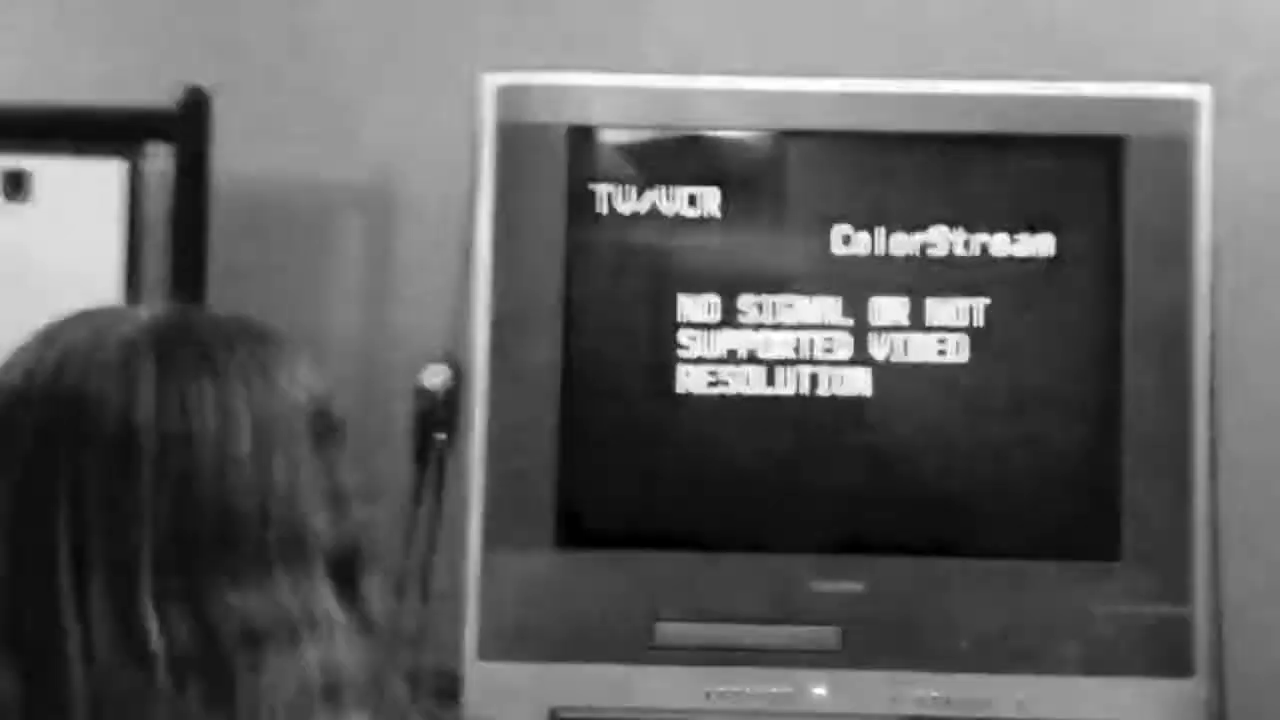 TV/VCR
ColorStream
NO SIGNAL OR NOT
SUPPORTED VIDEO
RESOLUTION